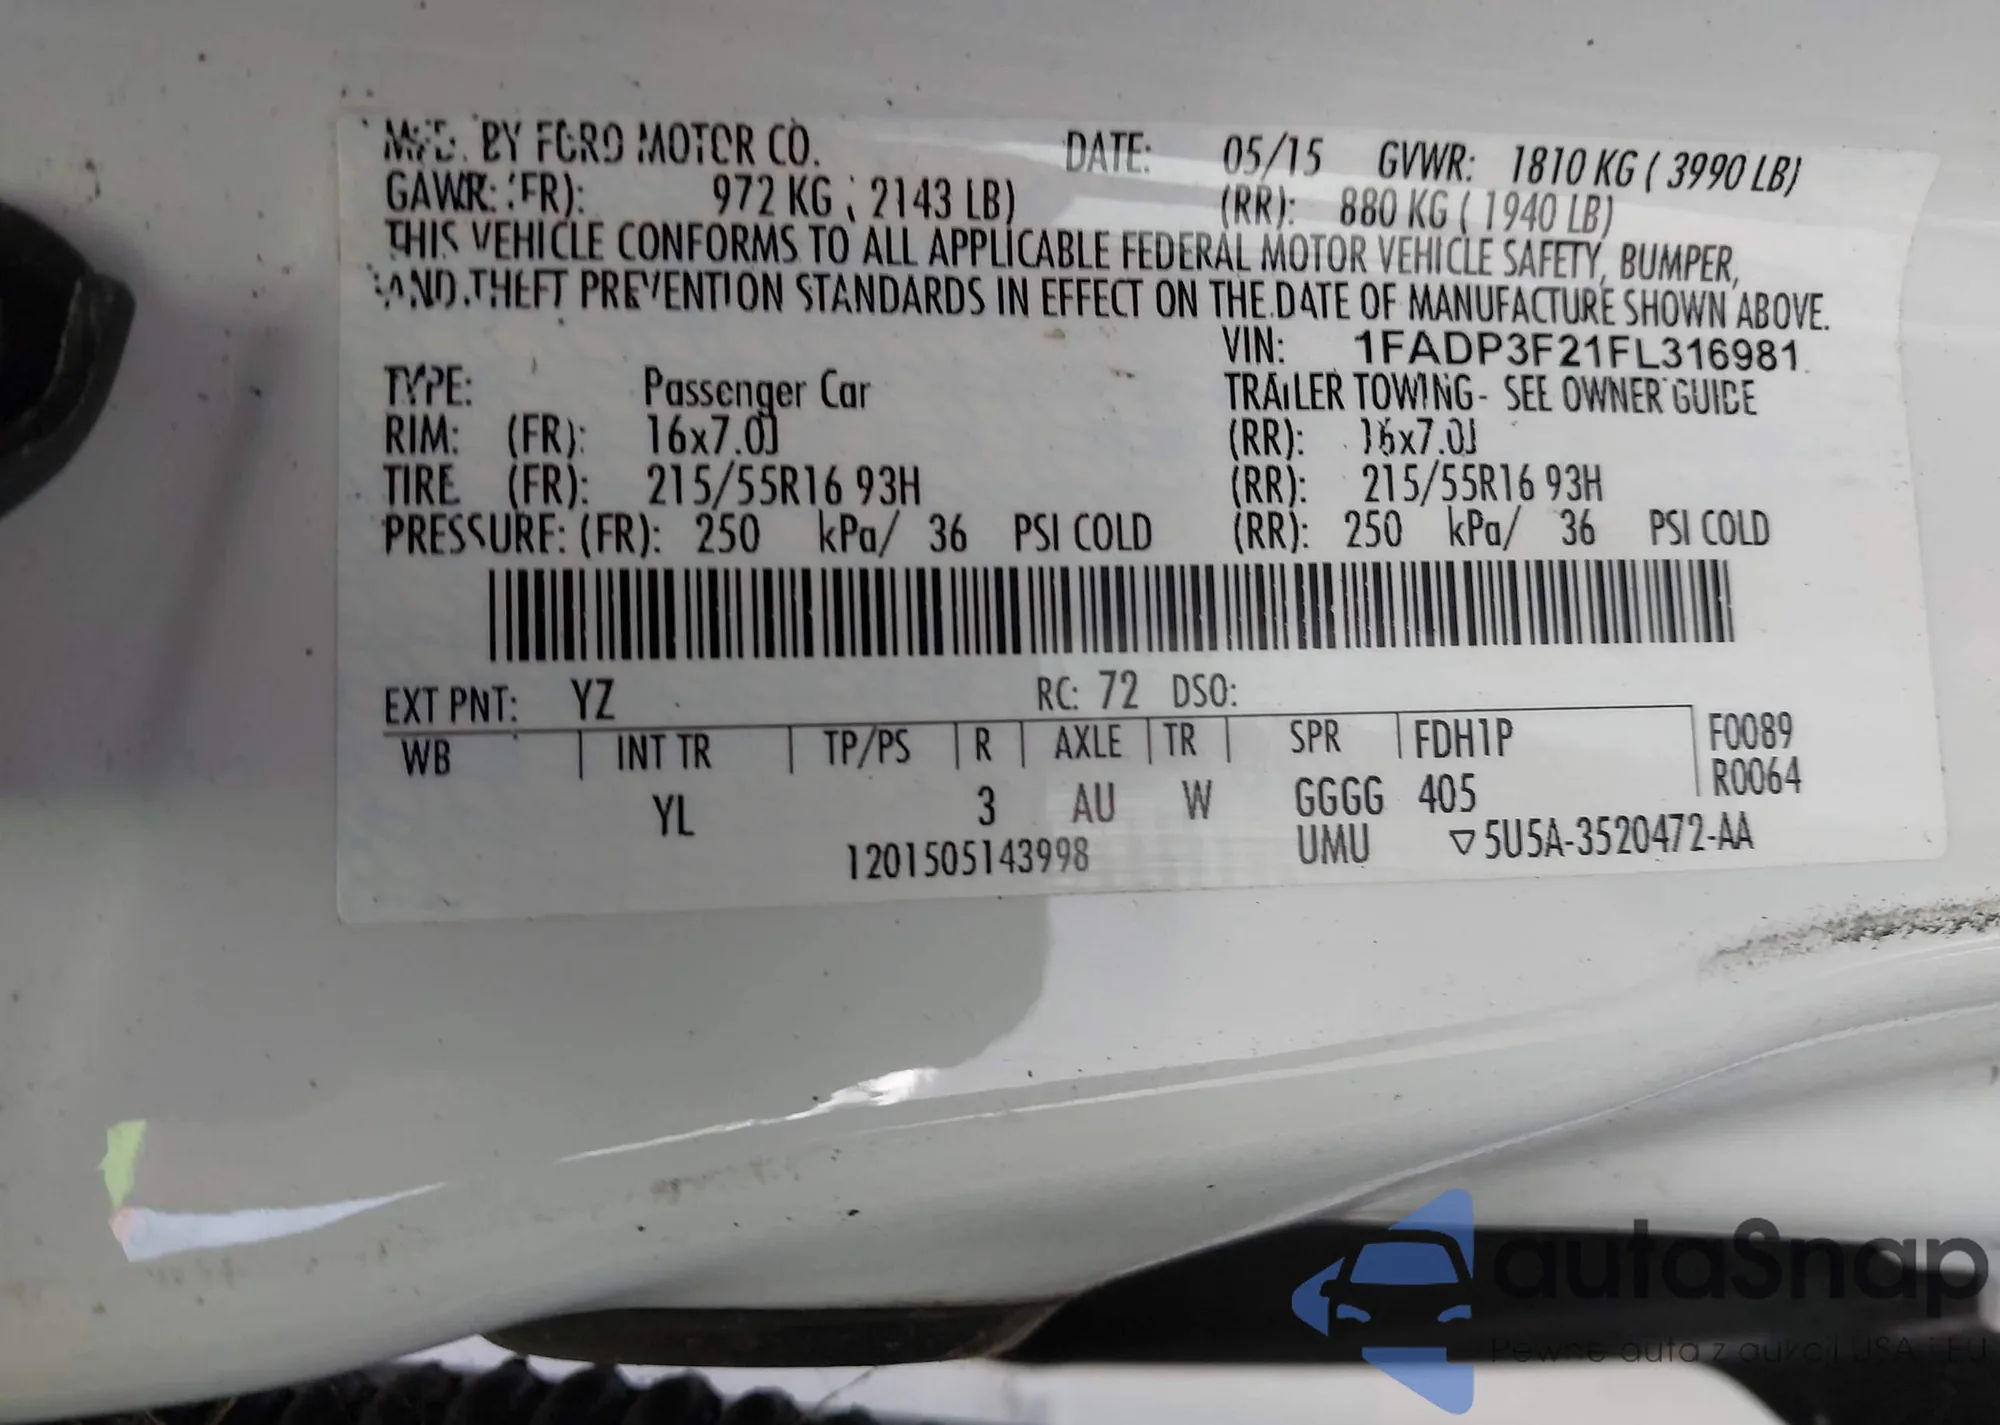 MFD. BY FORD MOTOR CO. DATE: 05/15 GVWR: 1810 KG ( 3990 LB)
GAWR: (FR): 972 KG ( 2143 LB) (RR): 880 KG ( 1940 LB)
THIS VEHICLE CONFORMS TO ALL APPLICABLE FEDERAL MOTOR VEHICLE SAFETY, BUMPER,
AND THEFT PREVENTION STANDARDS IN EFFECT ON THE DATE OF MANUFACTURE SHOWN ABOVE.
VIN: 1FADP3F21FL316981
TYPE: Passenger Car TRAILER TOWING- SEE OWNER GUIDE
RIM: (FR): 16x7.0J (RR): 16x7.0J
TIRE (FR): 215/55R16 93H (RR): 215/55R16 93H
PRESSURE: (FR): 250 kPa/ 36 PSI COLD (RR): 250 kPa/ 36 PSI COLD
EXT PNT: YZ RC: 72 DSO:
WB INT TR TP/PS R AXLE TR SPR FDH1P F0089
YL 3 AU W GGGG 405 R0064
1201505143998 UMU ▽5U5A-3520472-AA
autoSnap
Pewne auta z aukcji USA i EU